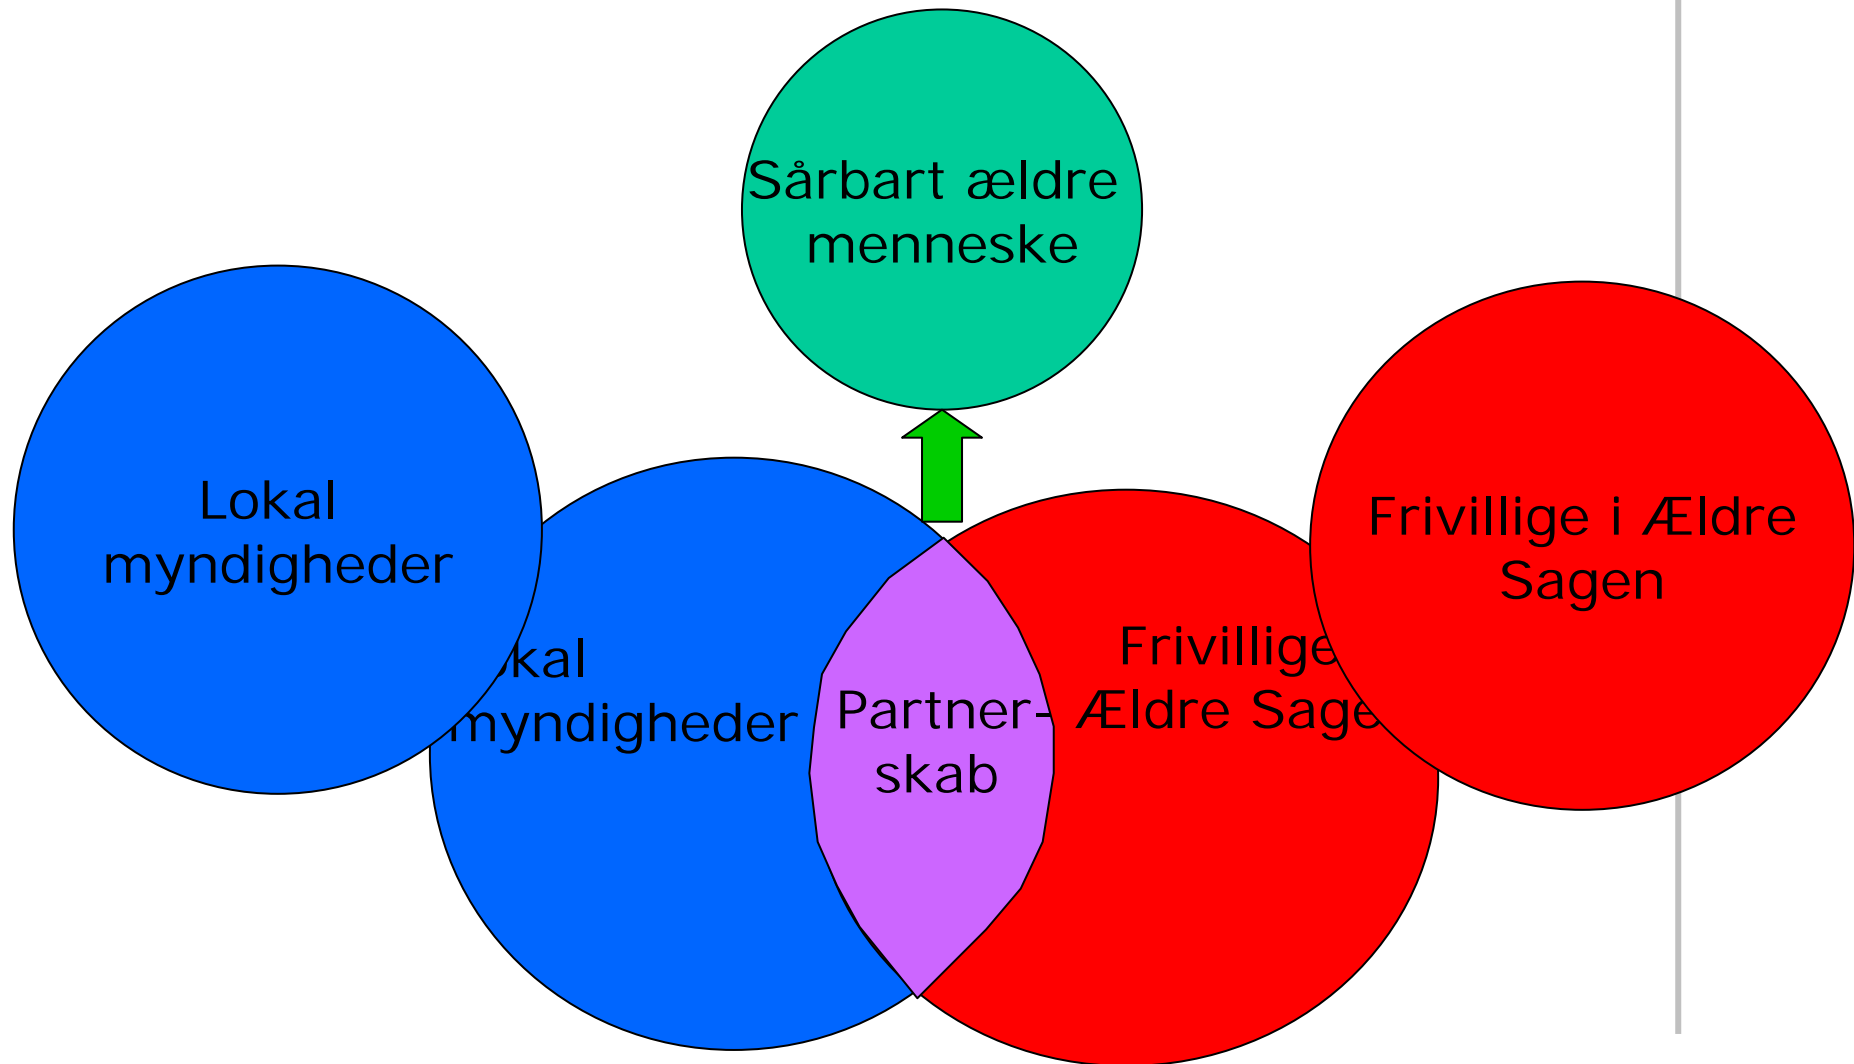 Sårbart ældre
menneske
Lokal
myndigheder
Frivillige i Ældre
Sagen
kal
myndigheder
Partner-
skab
Frivillige
Ældre Sage